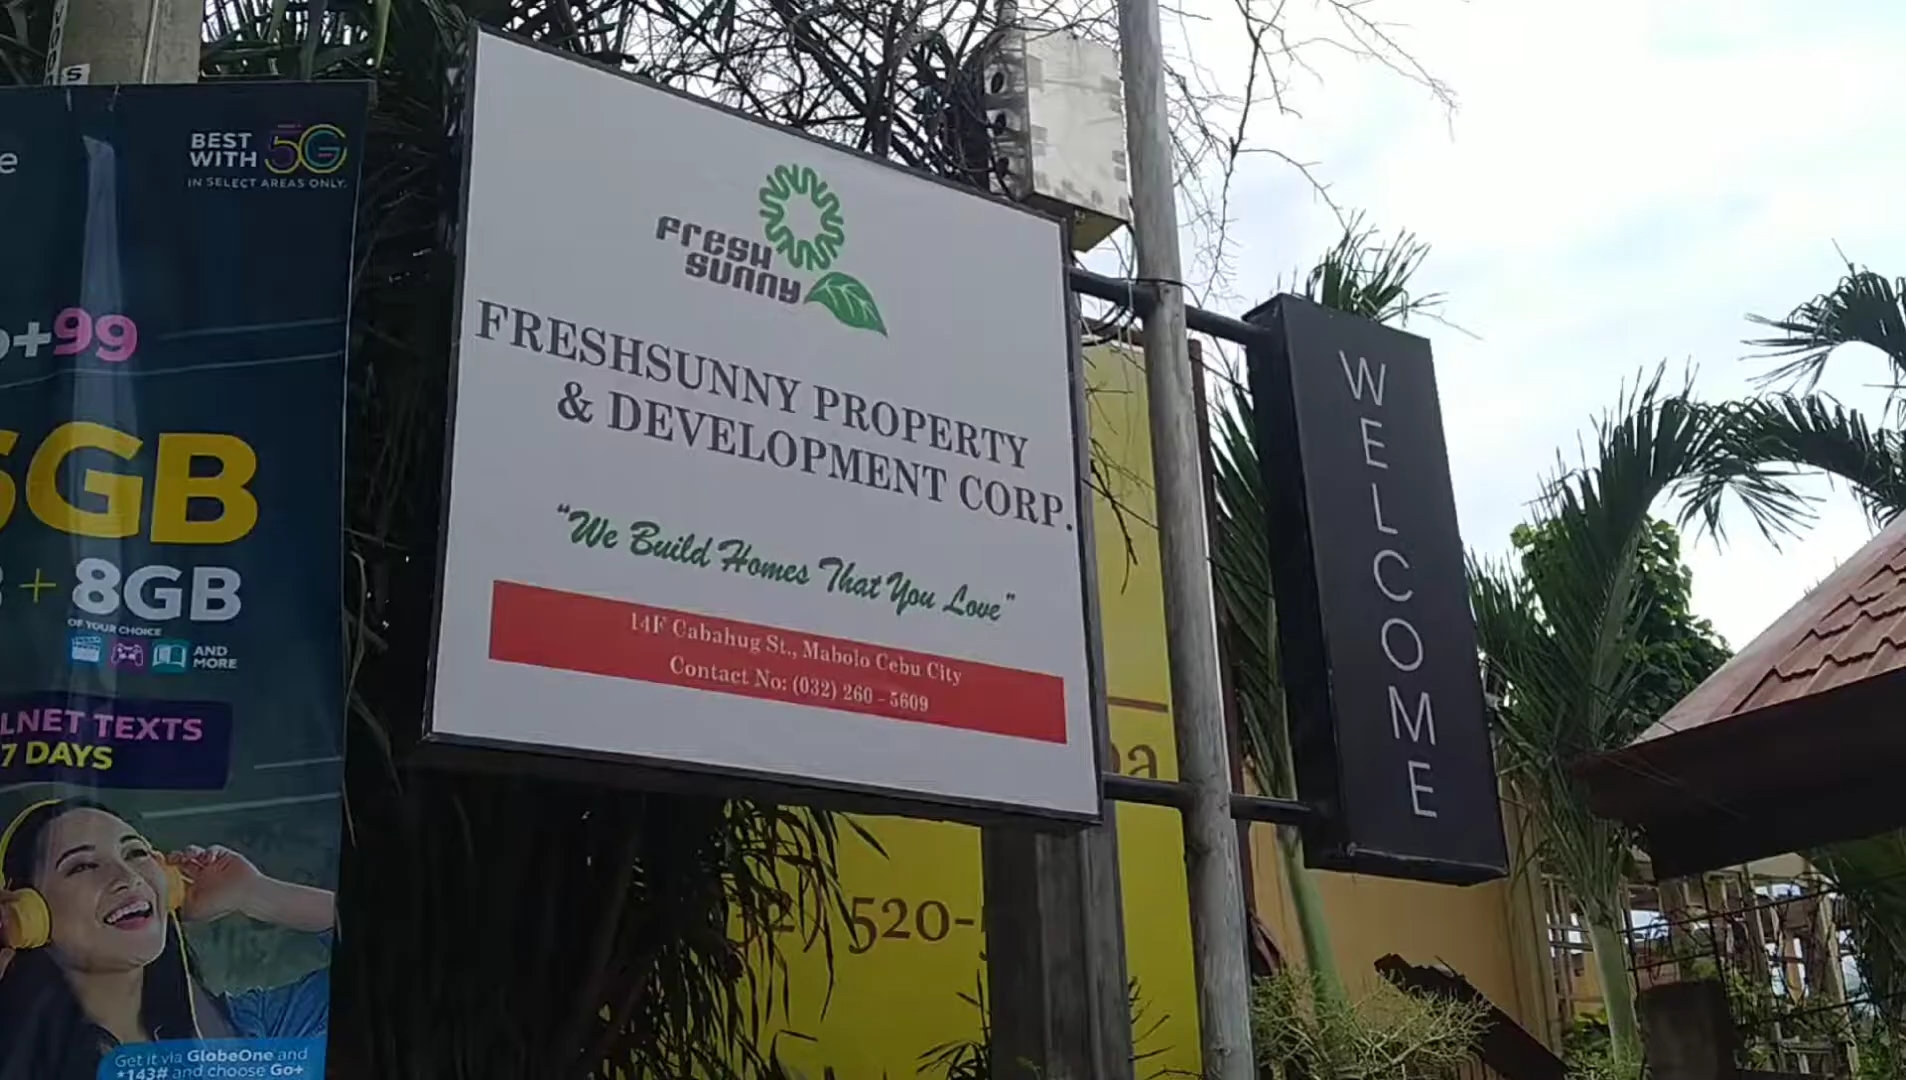 BEST
WITH 5G
IN SELECT AREAS ONLY.
+99
GB
+ 8GB
OF YOUR CHOICE
AND
MORE
LNET TEXTS
7 DAYS
Get it via GlobeOne and
*143# and choose Go+
Fresh
Sunny
FRESHSUNNY PROPERTY
& DEVELOPMENT CORP.
"We Build Homes That You Love"
14F Cabahug St., Mabolo Cebu City
Contact No: (032) 260 - 5609
WELCOME
520-